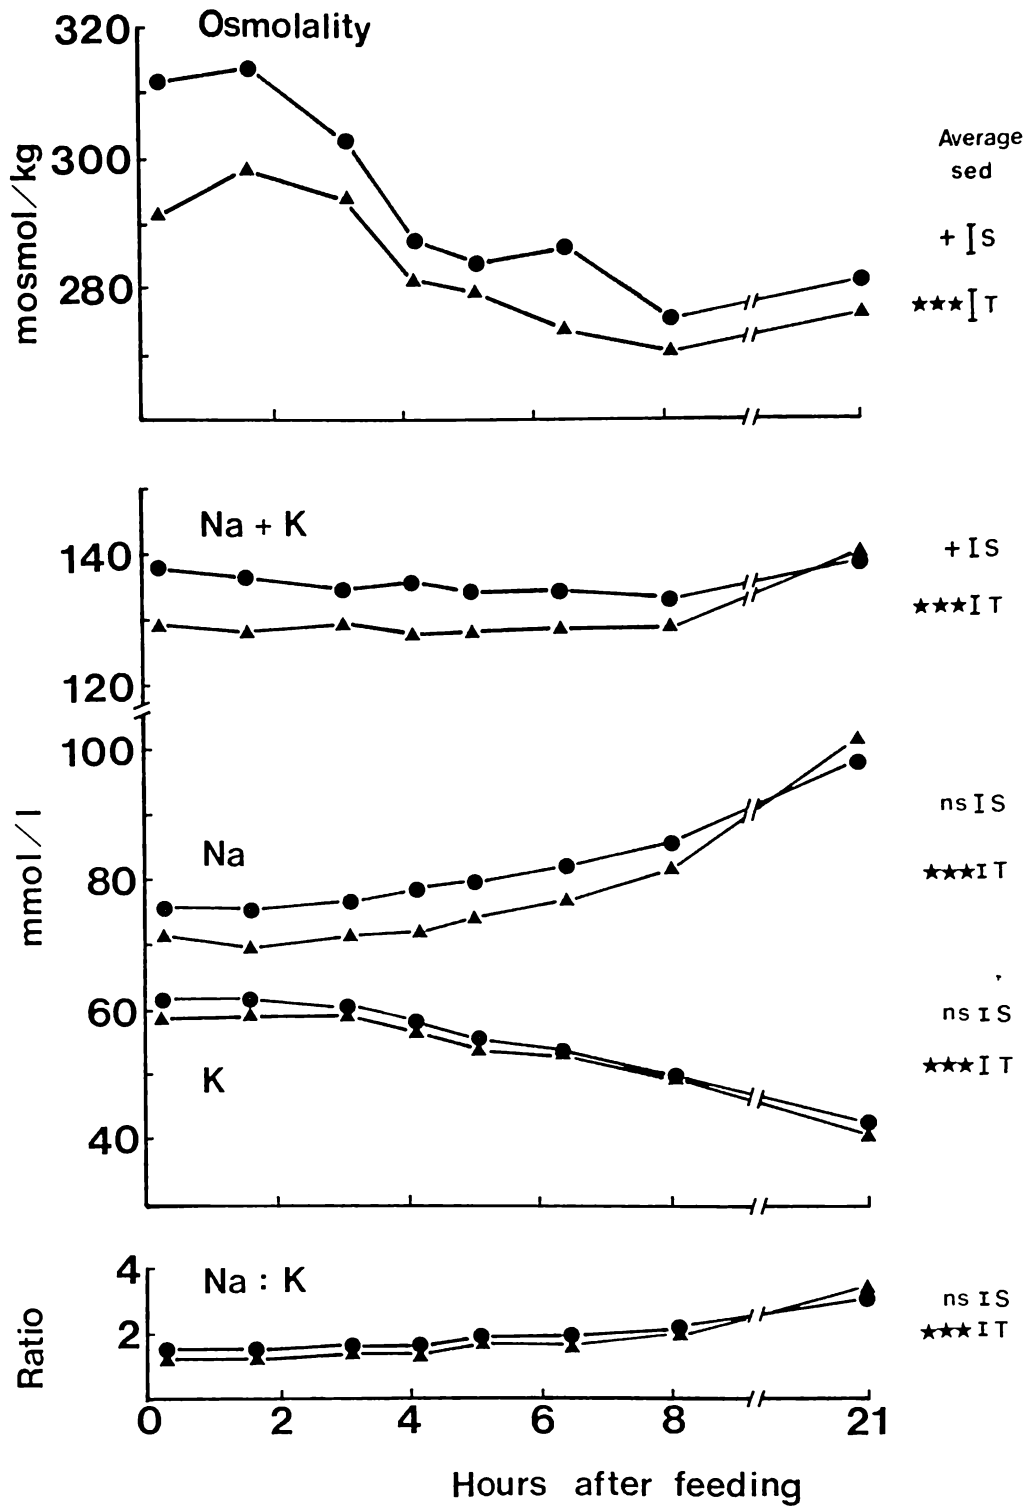 Osmolality
320
300
280
mosmol/kg
Average
sed
+ I S
★★★ I T
Na + K
140
120
+ I S
★★★ I T
100
80
60
40
mmol/l
Na
ns I S
★★★ I T
K
ns I S
★★★ I T
Na : K
4
2
Ratio
ns I S
★★★ I T
0 2 4 6 8 21
Hours after feeding